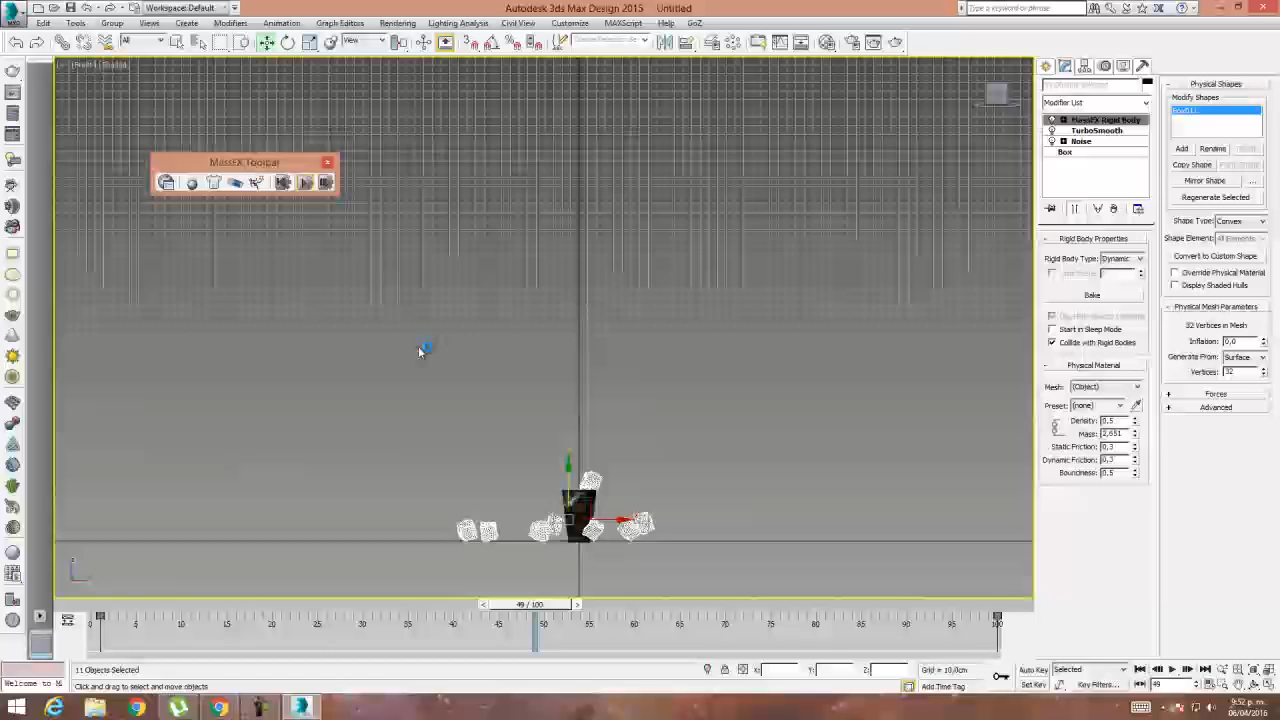 Workspace: Default
Autodesk 3ds Max Design 2015 Untitled
Type a keyword or phrase
Edit Tools Group Views Create Modifiers Animation Graph Editors Rendering Lighting Analysis Civil View Customize MAXScript Help GoZ
All
View
MassFX Toolbar
Modifier List
MassFX Rigid Body
TurboSmooth
Noise
Box
Rigid Body Properties
Rigid Body Type: Dynamic
Bake
Start in Sleep Mode
Collide with Rigid Bodies
Physical Material
Mesh: (Object)
Preset: (none)
Density: 0,5
Mass: 2,651
Static Friction: 0,3
Dynamic Friction: 0,3
Bounciness: 0,5
Physical Shapes
Modify Shapes
Add Rename
Copy Shape
Mirror Shape ...
Regenerate Selected
Shape Type: Convex
Shape Element: All Elements
Convert to Custom Shape
Override Physical Material
Display Shaded Hulls
Physical Mesh Parameters
32 Vertices in Mesh
Inflation: 0,0
Generate From: Surface
Vertices: 32
Forces
Advanced
49 / 100
0 5 10 15 20 25 30 35 40 45 50 55 60 65 70 75 80 85 90 95 100
11 Objects Selected
X: Y: Z:
Grid = 10,0cm
Auto Key Selected
Welcome to M
Click and drag to select and move objects
Add Time Tag
Set Key Key Filters...
49
9:52 p. m.
06/04/2016